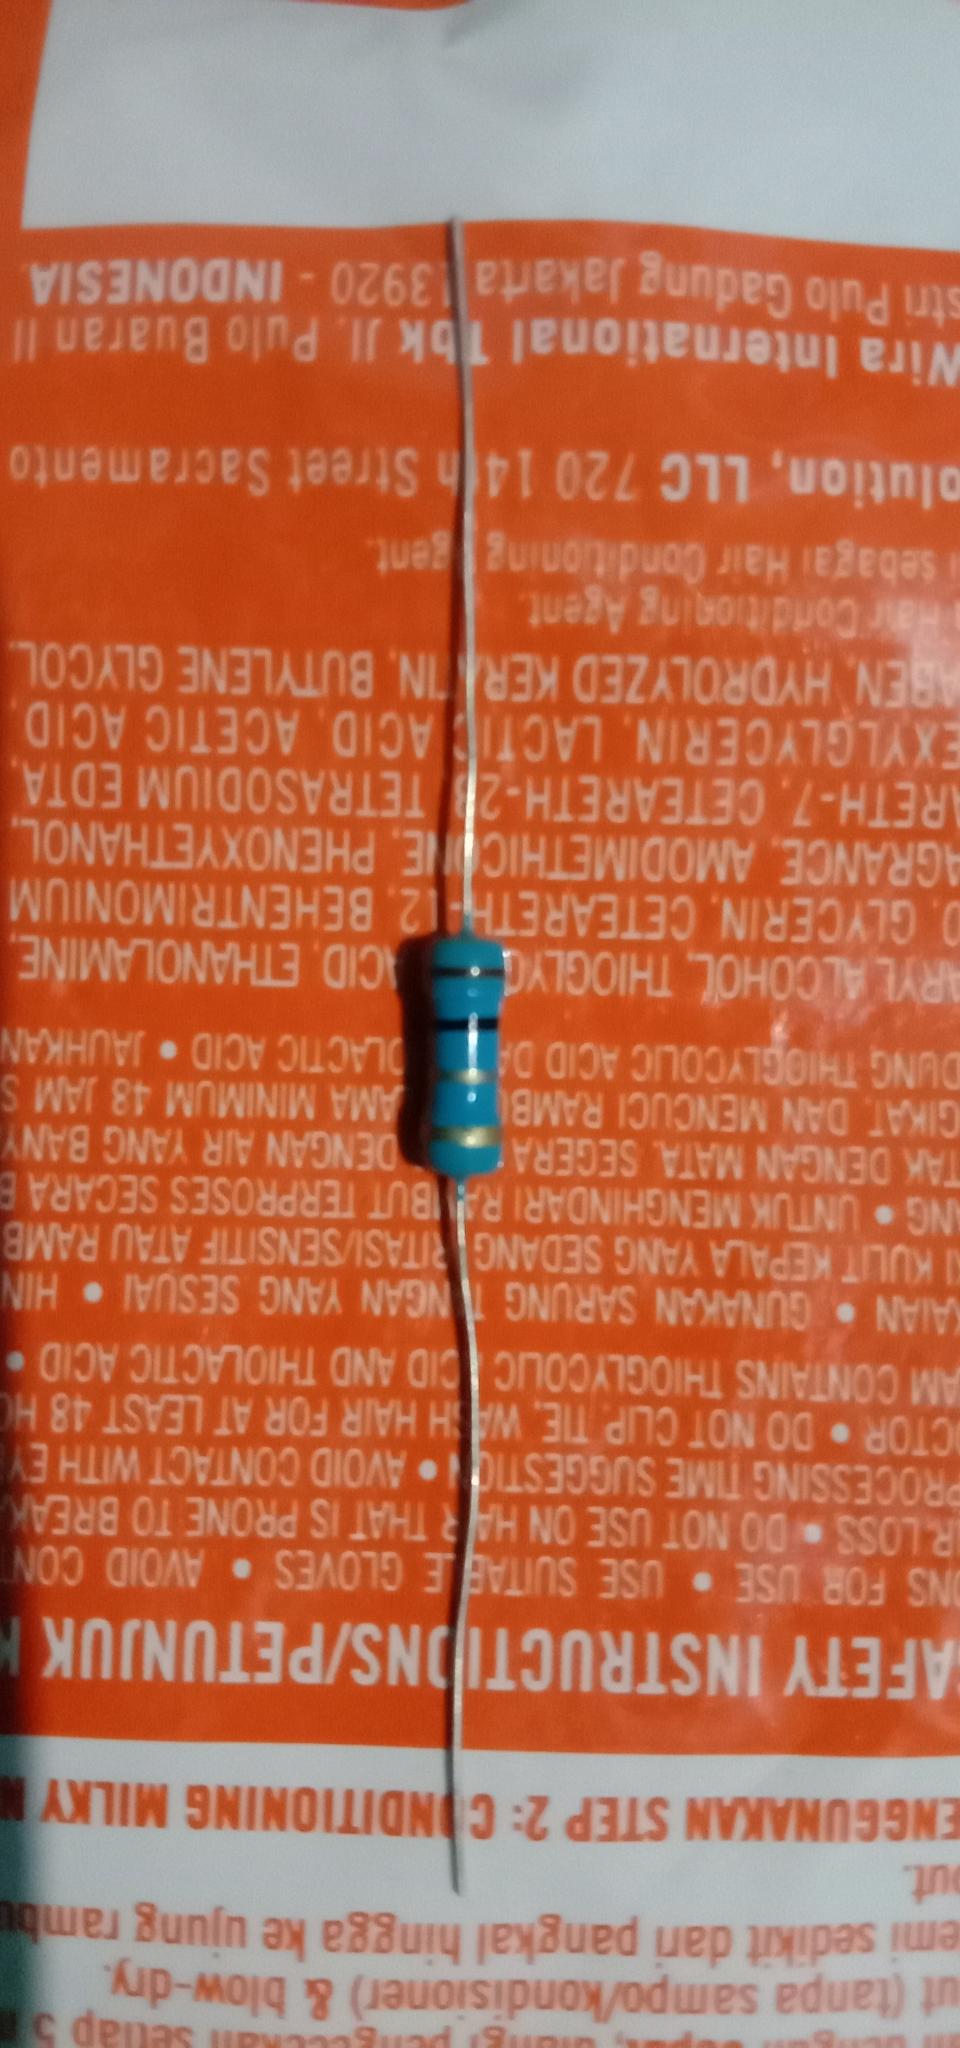 pengecekan setiap 5
ut (tanpa sampo/kondisioner) & blow-dry.
emi sedikit dari pangkal hingga ke ujung rambu
out.
ENGGUNAKAN STEP 2: CONDITIONING MILKY
AFETY INSTRUCTIONS/PETUNJUK
ONS FOR USE • USE SUITABLE GLOVES • AVOID CONT
R LOSS • DO NOT USE ON HAIR THAT IS PRONE TO BREAK
PROCESSING TIME SUGGESTION • AVOID CONTACT WITH EYE
CTOR • DO NOT CLIP, TIE, WASH HAIR FOR AT LEAST 48 HO
AM CONTAINS THIOGLYCOLIC ACID AND THIOLACTIC ACID •
KAIAN • GUNAKAN SARUNG TANGAN YANG SESUAI • HIN
KULIT KEPALA YANG SEDANG IRITASI/SENSITIF ATAU RAMB
NG • UNTUK MENGHINDARI RAMBUT TERPROSES SECARA B
TAK DENGAN MATA, SEGERA DENGAN AIR YANG BANY
GIKAT, DAN MENCUCI RAMBUT SELAMA MINIMUM 48 JAM S
DUNG THIOGLYCOLIC ACID DAN THIOLACTIC ACID • JAUHKAN
ARYL ALCOHOL, THIOGLYCOLIC ACID, ETHANOLAMINE,
O, GLYCERIN, CETEARETH-12, BEHENTRIMONIUM
AGRANCE, AMODIMETHICONE, PHENOXYETHANOL,
ARETH-7, CETEARETH-25, TETRASODIUM EDTA,
EXYLGLYCERIN, LACTIC ACID, ACETIC ACID,
ABEN, HYDROLYZED KERATIN, BUTYLENE GLYCOL.
Hair Conditioning Agent.
i sebagai Hair Conditioning Agent.
olution, LLC 720 14th Street Sacramento
Wira International Tbk Jl. Pulo Buaran II
stri Pulo Gadung Jakarta 13920 - INDONESIA